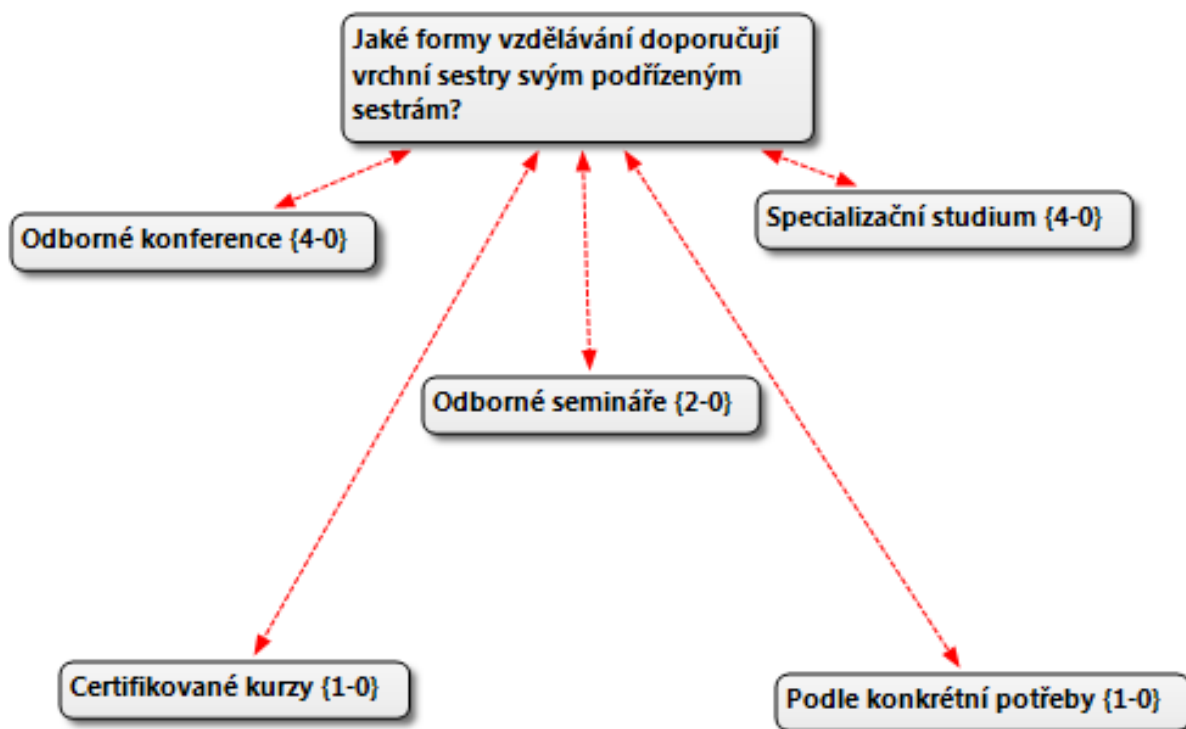 Jaké formy vzdělávání doporučují
vrchní sestry svým podřízeným
sestrám?
Odborné konference {4-0}
Specializační studium {4-0}
Odborné semináře {2-0}
Certifikované kurzy {1-0}
Podle konkrétní potřeby {1-0}